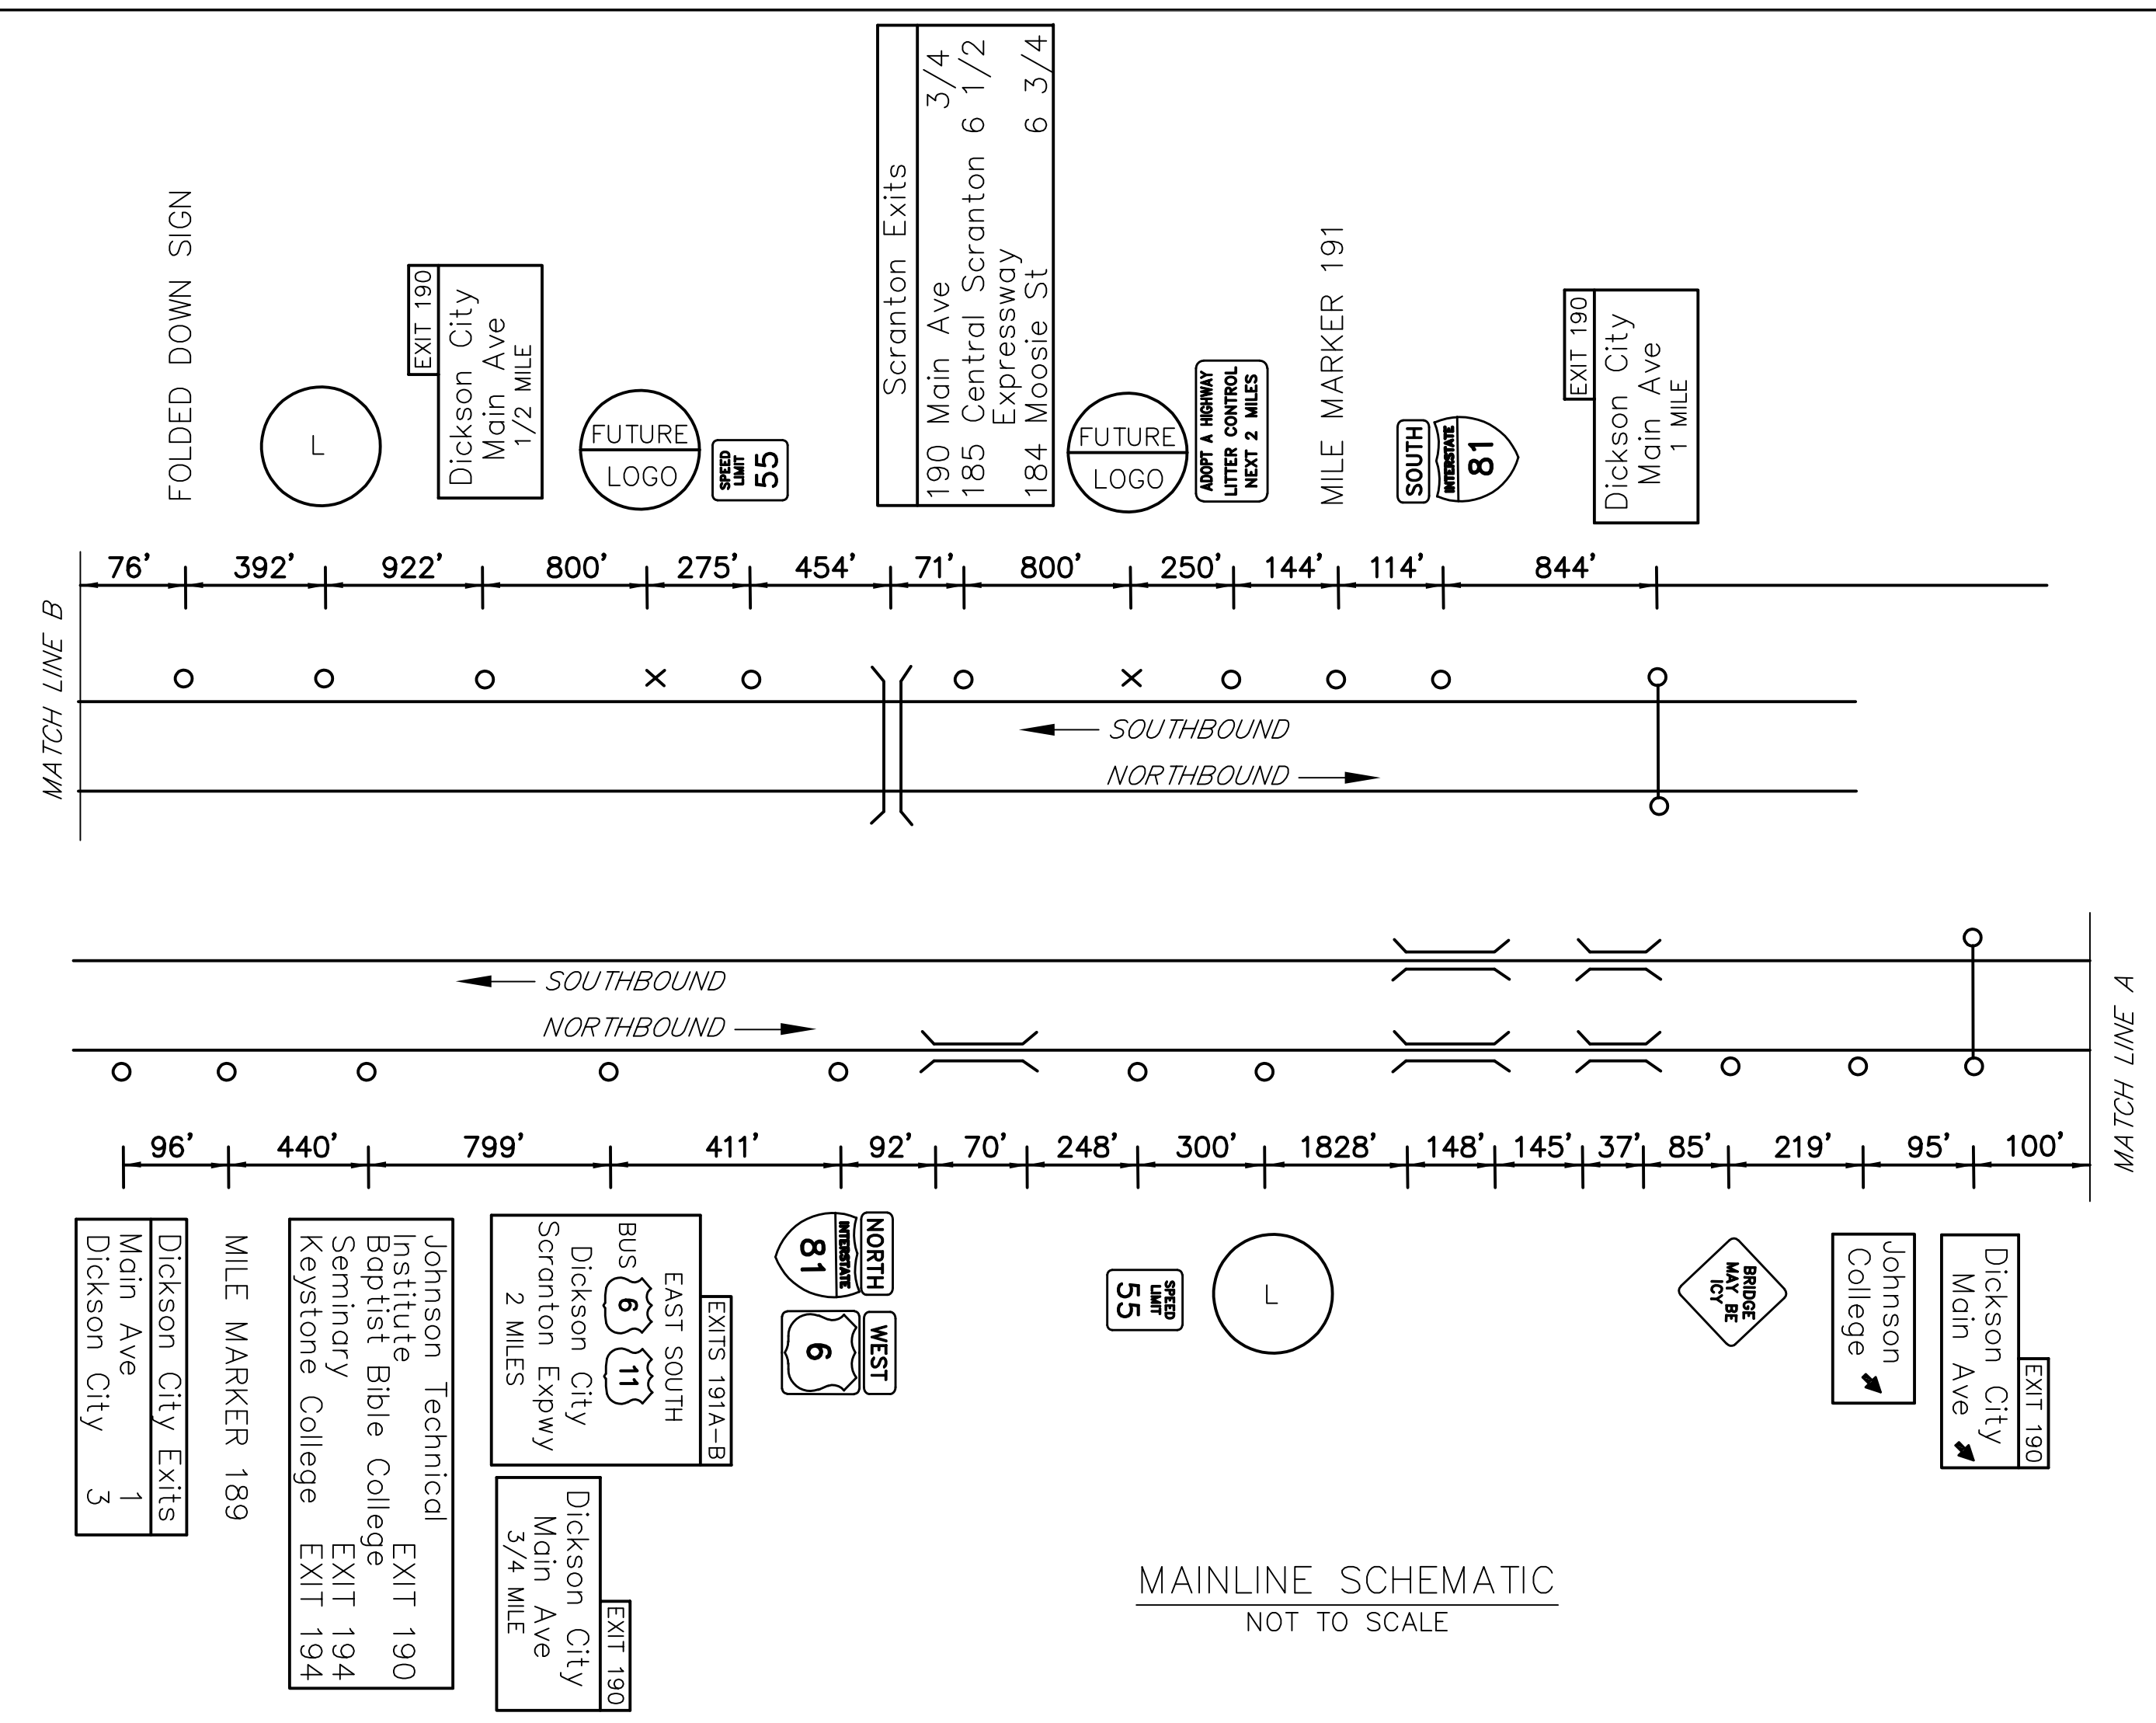 FOLDED DOWN SIGN
L
EXIT 190
Dickson City
Main Ave
1/2 MILE
FUTURE
LOGO
SPEED
LIMIT
55
Scranton Exits
190 Main Ave 3/4
185 Central Scranton 6 1/2
Expressway
184 Moosie St 6 3/4
FUTURE
LOGO
ADOPT A HIGHWAY
LITTER CONTROL
NEXT 2 MILES
MILE MARKER 191
SOUTH
INTERSTATE
81
EXIT 190
Dickson City
Main Ave
1 MILE
76' 392' 922' 800' 275' 454' 71' 800' 250' 144' 114' 844'
MATCH LINE B
SOUTHBOUND
NORTHBOUND
SOUTHBOUND
NORTHBOUND
MATCH LINE A
96' 440' 799' 411' 92' 70' 248' 300' 1828' 148' 145' 37' 85' 219' 95' 100'
Dickson City Exits
Main Ave 1
Dickson City 3
MILE MARKER 189
Johnson Technical
Institute EXIT 190
Baptist Bible College
Seminary EXIT 194
Keystone College EXIT 194
EXITS 191A-B
EAST SOUTH
BUS 6 11
Dickson City
Scranton Expwy
2 MILES
EXIT 190
Dickson City
Main Ave
3/4 MILE
NORTH
INTERSTATE
81
WEST
6
SPEED
LIMIT
55
L
BRIDGE
MAY BE
ICY
Johnson
College
EXIT 190
Dickson City
Main Ave
MAINLINE SCHEMATIC
NOT TO SCALE